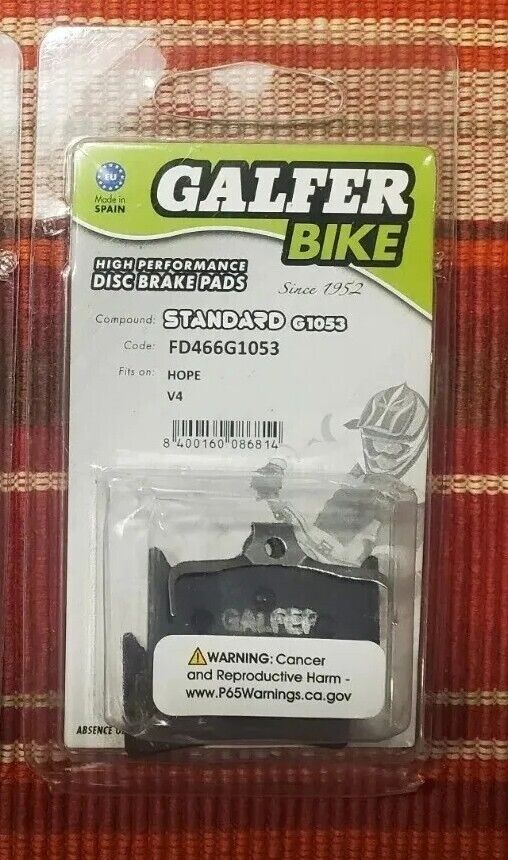 EU
Made in
SPAIN
GALFER
BIKE
HIGH PERFORMANCE
DISC BRAKE PADS
Since 1952
Compound: STANDARD G1053
Code: FD466G1053
Fits on: HOPE
V4
8 400160 086814
GALFER
WARNING: Cancer
and Reproductive Harm -
www.P65Warnings.ca.gov
ABSENCE